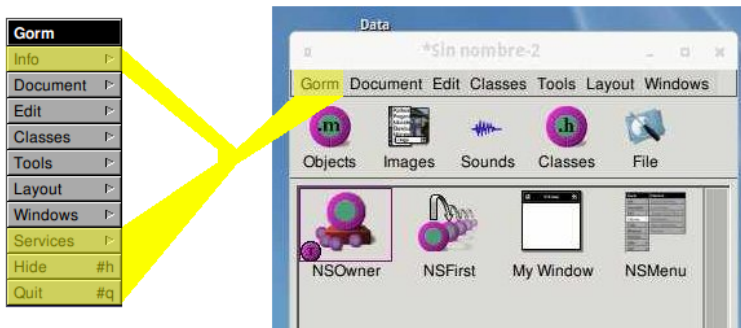 Gorm
Info
Document
Edit
Classes
Tools
Layout
Windows
Services
Hide #h
Quit #q
Data
*Sin nombre-2
Gorm Document Edit Classes Tools Layout Windows
.m .h
Objects Images Sounds Classes File
NSOwner NSFirst My Window NSMenu